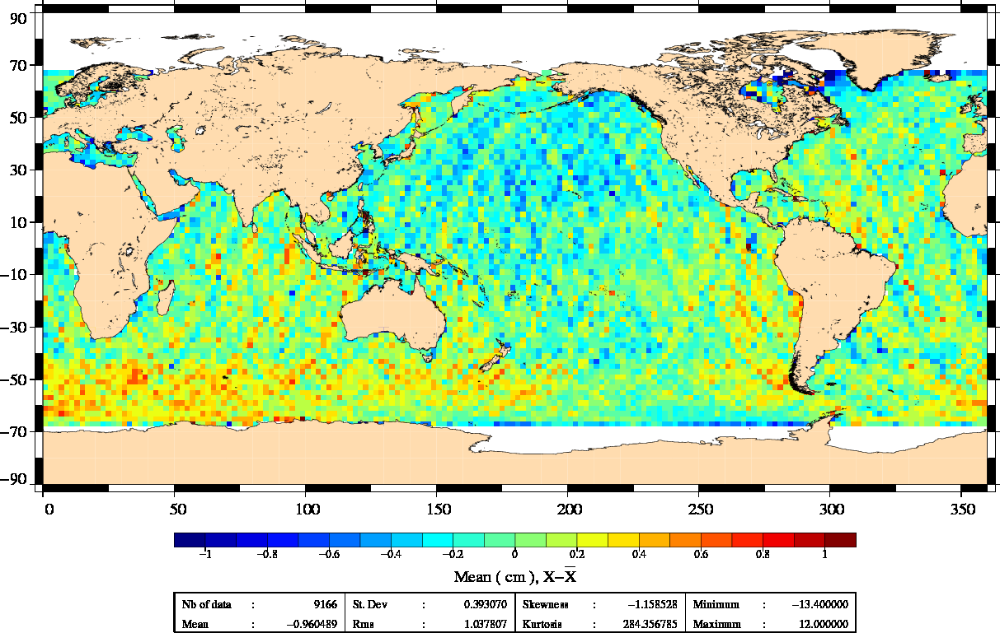 90
70
50
30
10
−10
−30
−50
−70
−90
0 50 100 150 200 250 300 350
−1 −0.8 −0.6 −0.4 −0.2 0 0.2 0.4 0.6 0.8 1
Mean ( cm ), X−X̅
Nb of data : 9166 St. Dev : 0.393070 Skewness : −1.158528 Minimum : −13.400000
Mean : −0.960489 Rms : 1.037807 Kurtosis : 284.356785 Maximum : 12.000000